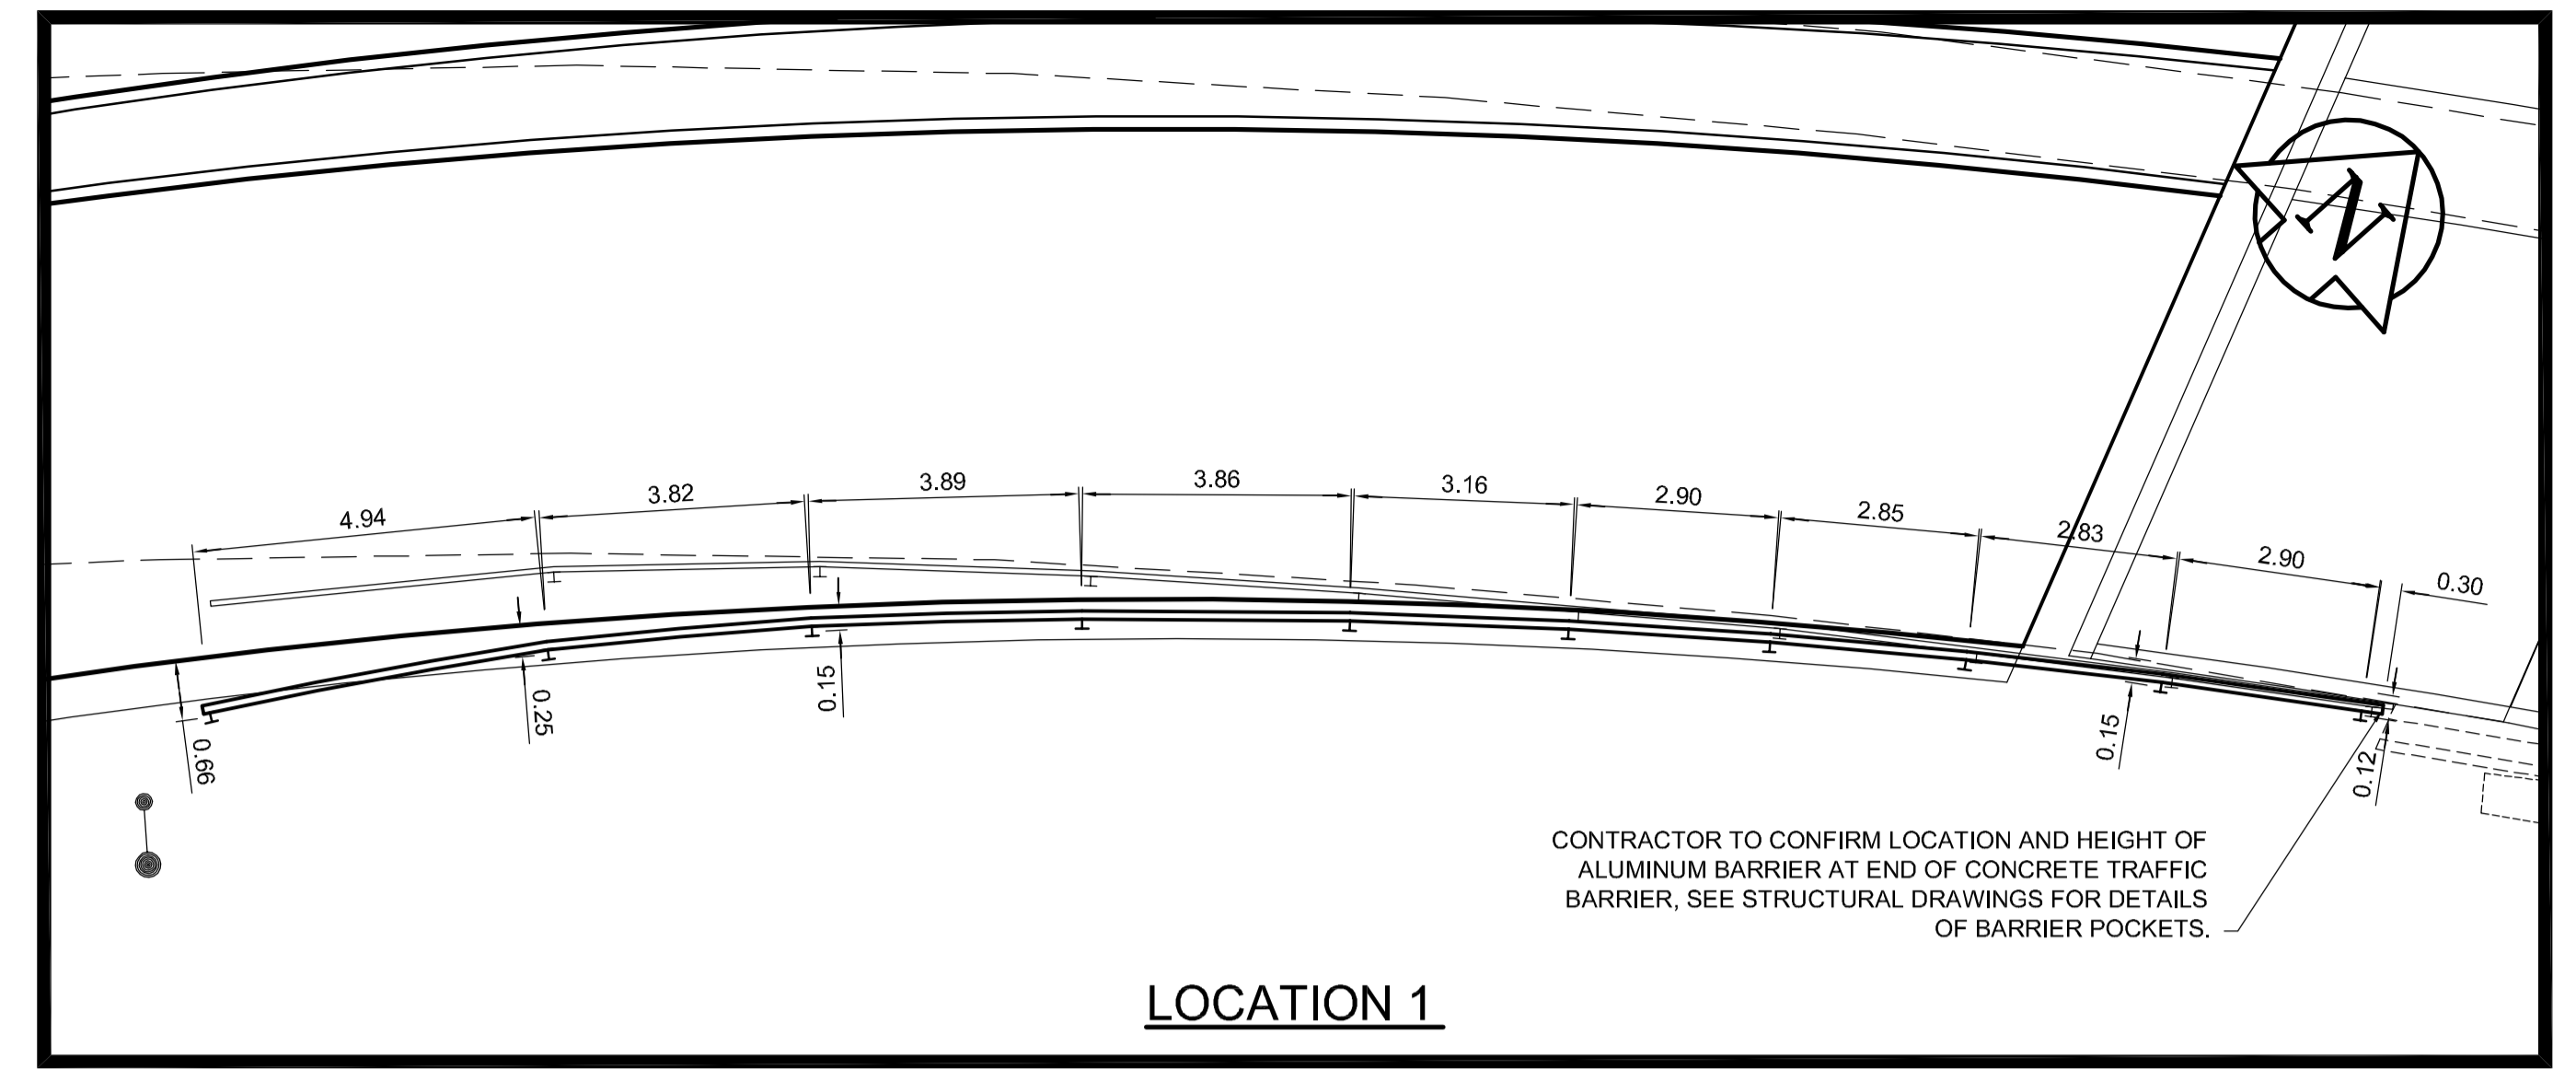 N
4.94
3.82
3.89
3.86
3.16
2.90
2.85
2.83
2.90
0.30
0.66
0.25
0.15
0.15
0.12
CONTRACTOR TO CONFIRM LOCATION AND HEIGHT OF
ALUMINUM BARRIER AT END OF CONCRETE TRAFFIC
BARRIER, SEE STRUCTURAL DRAWINGS FOR DETAILS
OF BARRIER POCKETS.
LOCATION 1